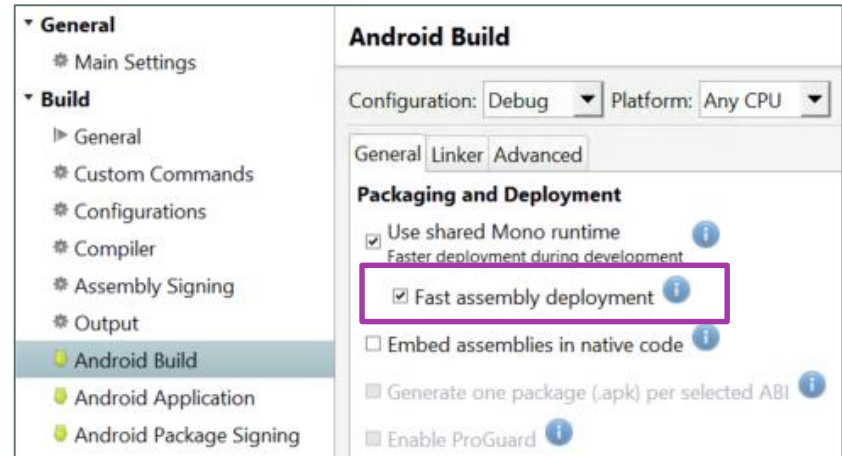 General
Main Settings
Build
General
Custom Commands
Configurations
Compiler
Assembly Signing
Output
Android Build
Android Application
Android Package Signing
Android Build
Configuration: Debug Platform: Any CPU
General Linker Advanced
Packaging and Deployment
Use shared Mono runtime
Faster deployment during development
Fast assembly deployment
Embed assemblies in native code
Generate one package (.apk) per selected ABI
Enable ProGuard